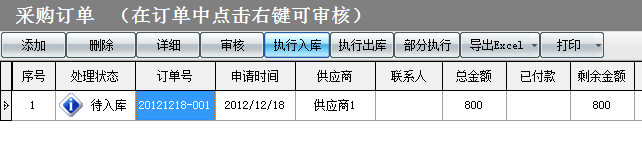 采购订单 （在订单中点击右键可审核）
添加 删除 详细 审核 执行入库 执行出库 部分执行 导出Excel 打印
序号 处理状态 订单号 申请时间 供应商 联系人 总金额 已付款 剩余金额
1 待入库 20121218-001 2012/12/18 供应商1 800 800